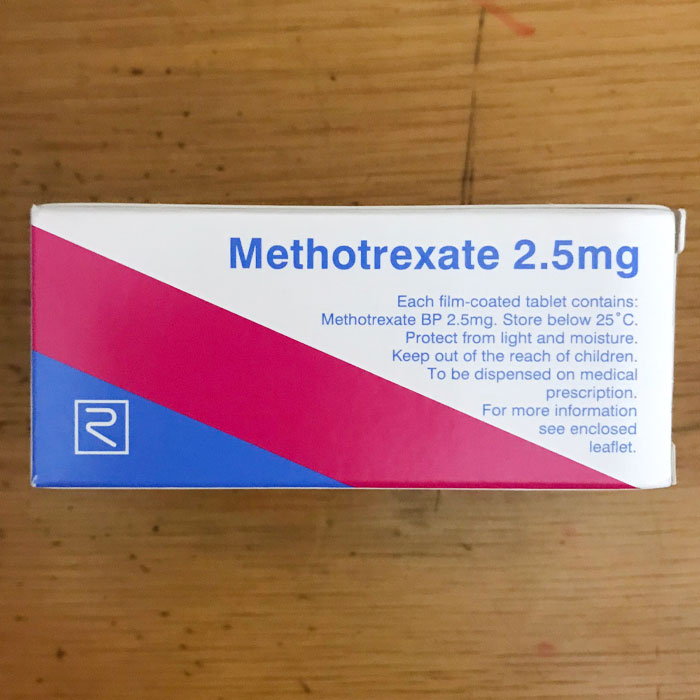 Methotrexate 2.5mg
Each film-coated tablet contains:
Methotrexate BP 2.5mg. Store below 25˚C.
Protect from light and moisture.
Keep out of the reach of children.
To be dispensed on medical
prescription.
For more information
see enclosed
leaflet.
R